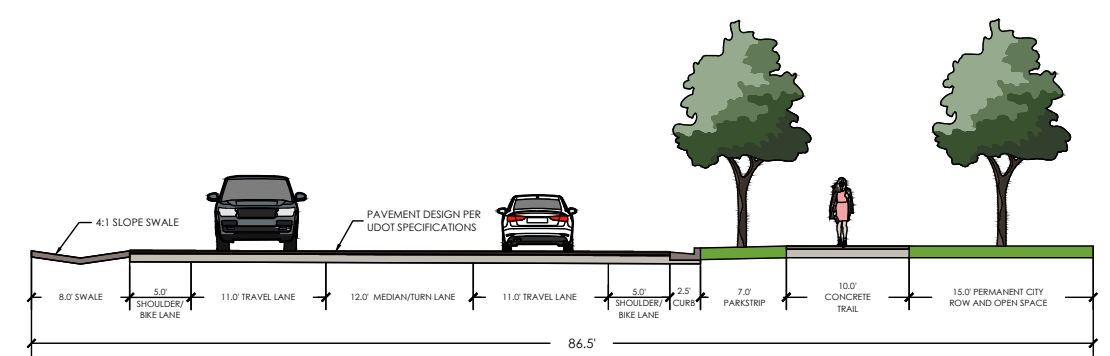 4:1 SLOPE SWALE
PAVEMENT DESIGN PER
UDOT SPECIFICATIONS
8.0' SWALE
5.0'
SHOULDER/
BIKE LANE
11.0' TRAVEL LANE
12.0' MEDIAN/TURN LANE
11.0' TRAVEL LANE
5.0'
SHOULDER/
BIKE LANE
2.5'
CURB
7.0'
PARKSTRIP
10.0'
CONCRETE
TRAIL
15.0' PERMANENT CITY
ROW AND OPEN SPACE
86.5'